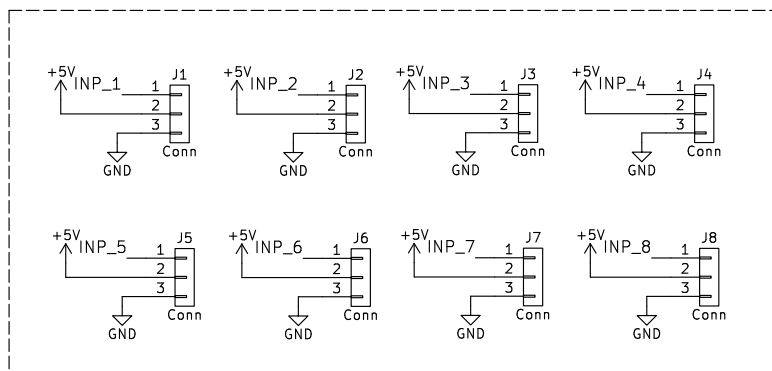 +5V INP_1 1 J1
2
3
GND Conn
+5V INP_2 1 J2
2
3
GND Conn
+5V INP_3 1 J3
2
3
GND Conn
+5V INP_4 1 J4
2
3
GND Conn
+5V INP_5 1 J5
2
3
GND Conn
+5V INP_6 1 J6
2
3
GND Conn
+5V INP_7 1 J7
2
3
GND Conn
+5V INP_8 1 J8
2
3
GND Conn